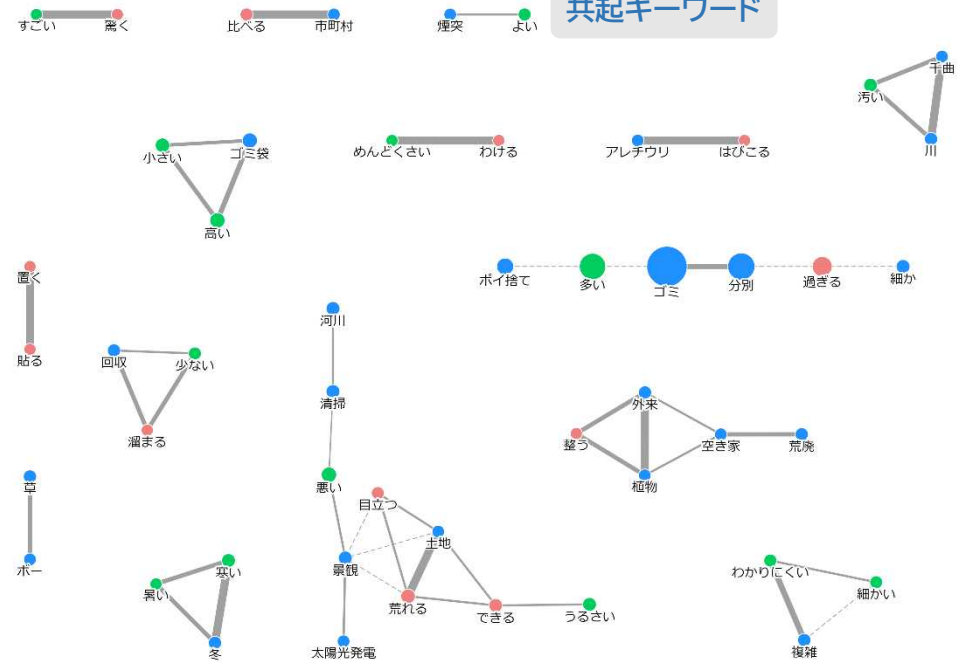 共起キーワード
すごい
驚く
比べる
市町村
煙突
よい
千曲
汚い
川
小さい
ゴミ袋
高い
めんどくさい
わける
アレチウリ
はびこる
置く
貼る
ポイ捨て
多い
ゴミ
分別
過ぎる
細か
河川
回収
少ない
溜まる
清掃
外来
整う
空き家
荒廃
植物
草
ボー
悪い
目立つ
土地
景観
荒れる
できる
うるさい
太陽光発電
寒い
暑い
冬
わかりにくい
細かい
複雑